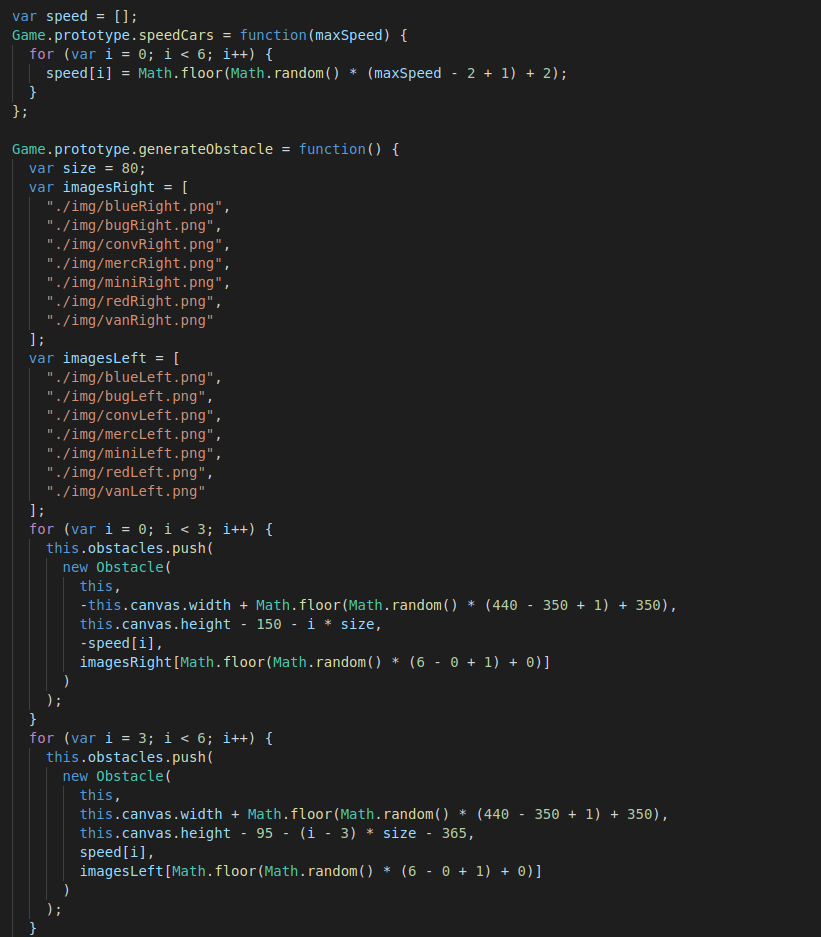 var speed = [];
Game.prototype.speedCars = function(maxSpeed) {
  for (var i = 0; i < 6; i++) {
    speed[i] = Math.floor(Math.random() * (maxSpeed - 2 + 1) + 2);
  }
};

Game.prototype.generateObstacle = function() {
  var size = 80;
  var imagesRight = [
    "./img/blueRight.png",
    "./img/bugRight.png",
    "./img/convRight.png",
    "./img/mercRight.png",
    "./img/miniRight.png",
    "./img/redRight.png",
    "./img/vanRight.png"
  ];
  var imagesLeft = [
    "./img/blueLeft.png",
    "./img/bugLeft.png",
    "./img/convLeft.png",
    "./img/mercLeft.png",
    "./img/miniLeft.png",
    "./img/redLeft.png",
    "./img/vanLeft.png"
  ];
  for (var i = 0; i < 3; i++) {
    this.obstacles.push(
      new Obstacle(
        this,
        -this.canvas.width + Math.floor(Math.random() * (440 - 350 + 1) + 350),
        this.canvas.height - 150 - i * size,
        -speed[i],
        imagesRight[Math.floor(Math.random() * (6 - 0 + 1) + 0)]
      )
    );
  }
  for (var i = 3; i < 6; i++) {
    this.obstacles.push(
      new Obstacle(
        this,
        this.canvas.width + Math.floor(Math.random() * (440 - 350 + 1) + 350),
        this.canvas.height - 95 - (i - 3) * size - 365,
        speed[i],
        imagesLeft[Math.floor(Math.random() * (6 - 0 + 1) + 0)]
      )
    );
  }